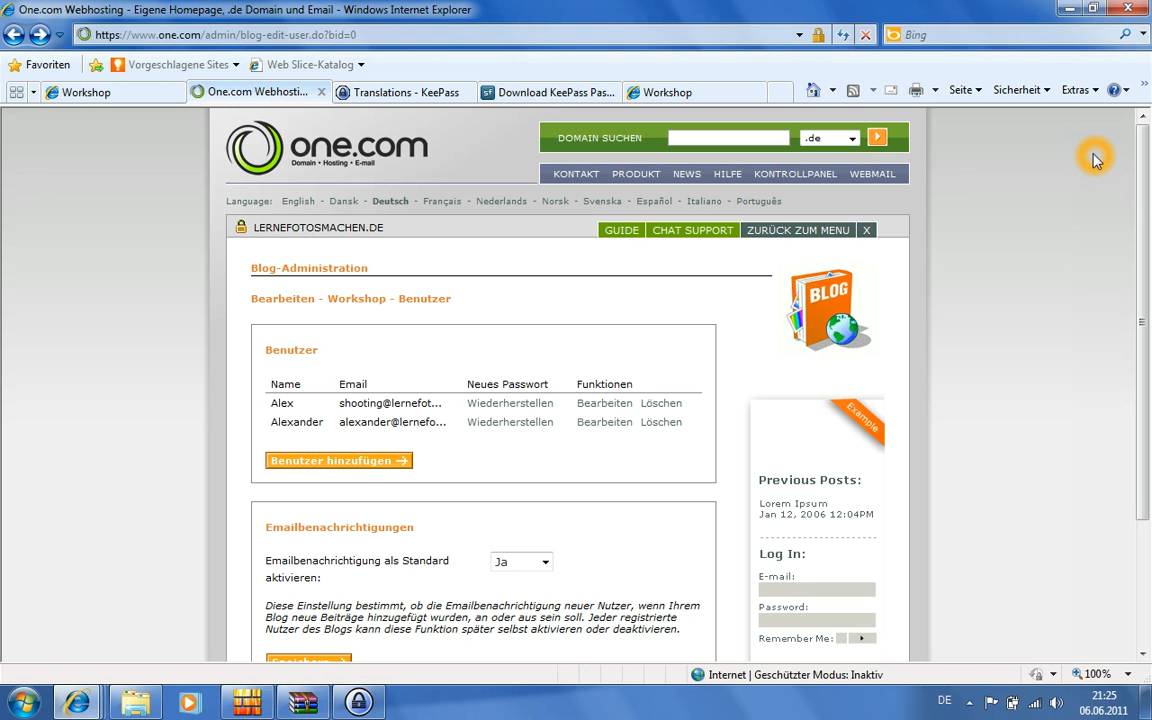 One.com Webhosting - Eigene Homepage, .de Domain und Email - Windows Internet Explorer
https://www.one.com/admin/blog-edit-user.do?bid=0
Bing
Favoriten
Vorgeschlagene Sites
Web Slice-Katalog
Workshop
One.com Webhosti...
Translations - KeePass
Download KeePass Pas...
Workshop
Seite
Sicherheit
Extras
one.com
Domain • Hosting • E-mail
DOMAIN SUCHEN
.de
KONTAKT PRODUKT NEWS HILFE KONTROLLPANEL WEBMAIL
Language: English - Dansk - Deutsch - Français - Nederlands - Norsk - Svenska - Español - Italiano - Português
LERNEFOTOSMACHEN.DE
GUIDE CHAT SUPPORT ZURÜCK ZUM MENU X
Blog-Administration
BLOG
Bearbeiten - Workshop - Benutzer
Benutzer
Name Email Neues Passwort Funktionen
Alex shooting@lernefot... Wiederherstellen Bearbeiten Löschen
Alexander alexander@lernefo... Wiederherstellen Bearbeiten Löschen
Benutzer hinzufügen
Emailbenachrichtigungen
Emailbenachrichtigung als Standard
aktivieren:
Ja
Diese Einstellung bestimmt, ob die Emailbenachrichtigung neuer Nutzer, wenn Ihrem
Blog neue Beiträge hinzugefügt wurden, an oder aus sein soll. Jeder registrierte
Nutzer des Blogs kann diese Funktion später selbst aktivieren oder deaktivieren.
Example
Previous Posts:
Lorem Ipsum
Jan 12, 2006 12:04PM
Log In:
E-mail:
Password:
Remember Me:
Internet | Geschützter Modus: Inaktiv
100%
DE
21:25
06.06.2011